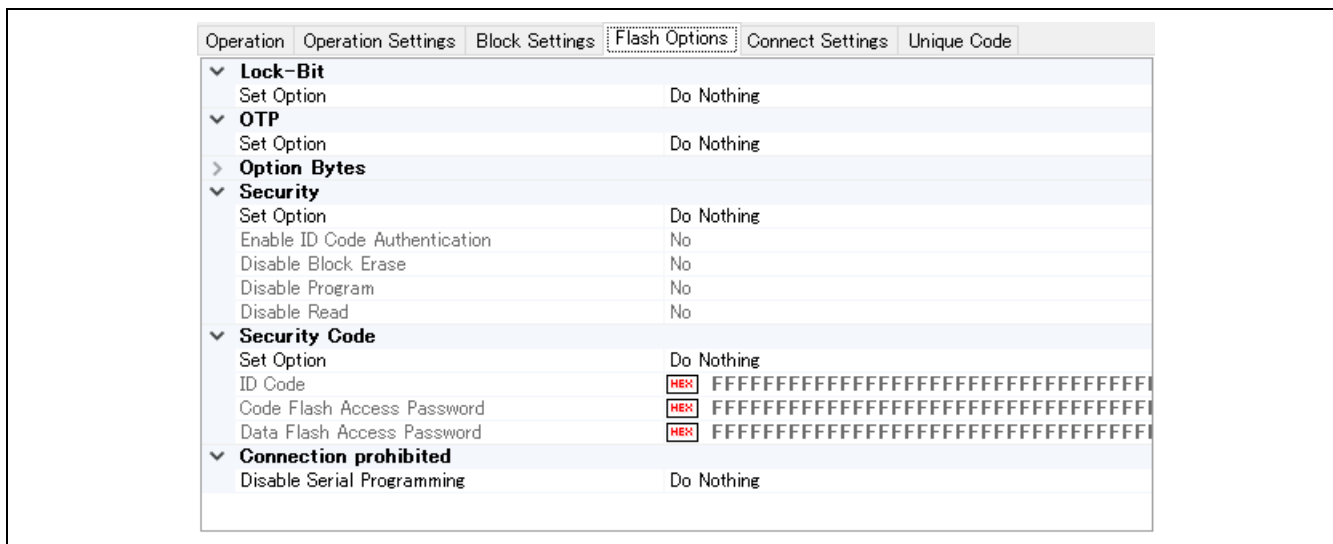 Operation Operation Settings Block Settings Flash Options Connect Settings Unique Code
Lock-Bit
Set Option Do Nothing
OTP
Set Option Do Nothing
Option Bytes
Security
Set Option Do Nothing
Enable ID Code Authentication No
Disable Block Erase No
Disable Program No
Disable Read No
Security Code
Set Option Do Nothing
ID Code HEX FFFFFFFFFFFFFFFFFFFFFFFFFFFFFFFFF
Code Flash Access Password HEX FFFFFFFFFFFFFFFFFFFFFFFFFFFFFFFFF
Data Flash Access Password HEX FFFFFFFFFFFFFFFFFFFFFFFFFFFFFFFFF
Connection prohibited
Disable Serial Programming Do Nothing